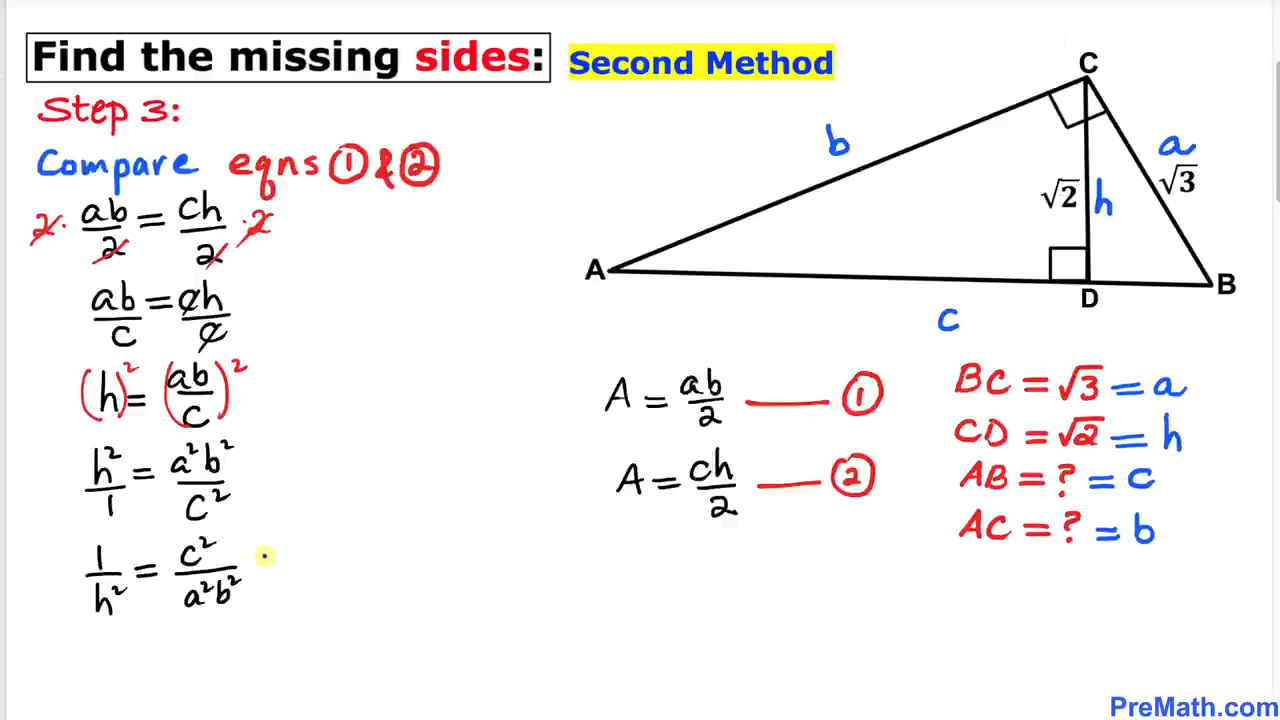 Find the missing sides:
Second Method
Step 3:
Compare eqns ① & ②
2· ab/2 = ch/2 ·2
ab/c = ch/c
(h)² = (ab/c)²
h²/1 = a²b²/c²
1/h² = c²/a²b²
C
b
a
√3
√2
h
A
D
B
c
A = ab/2 —— ①
A = ch/2 —— ②
BC = √3 = a
CD = √2 = h
AB = ? = c
AC = ? = b
PreMath.com